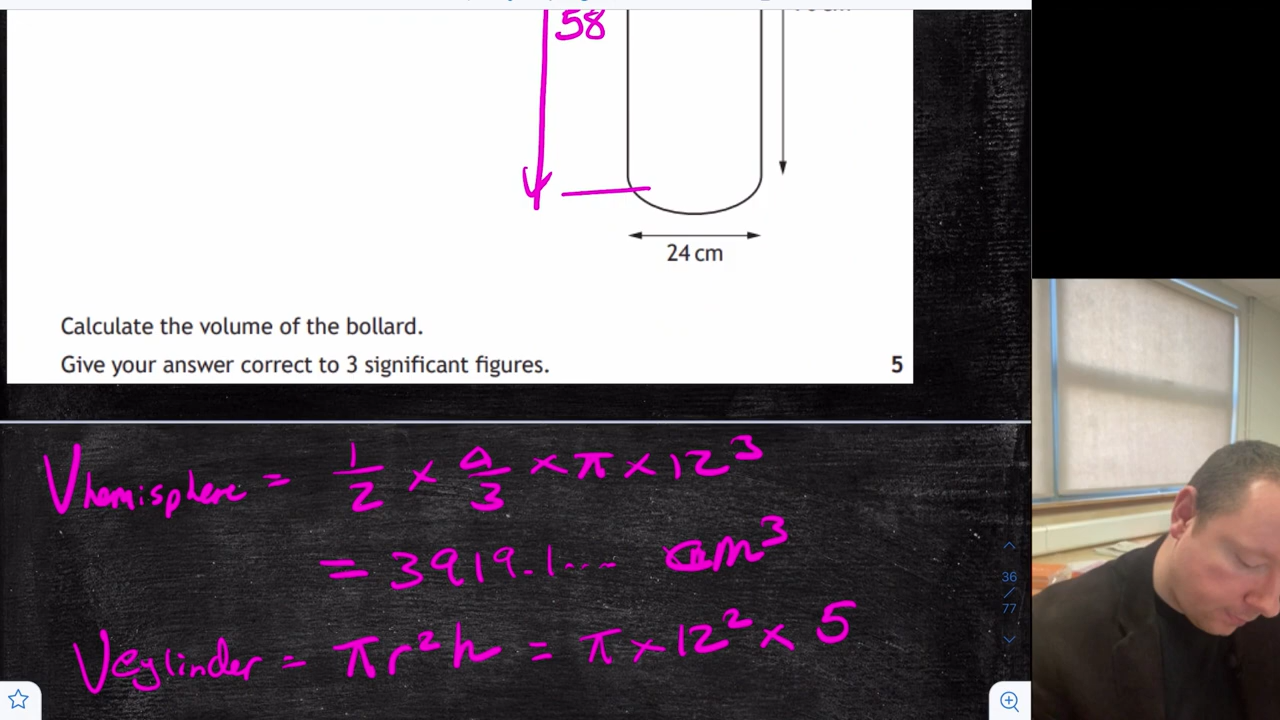 58
24 cm
Calculate the volume of the bollard.
Give your answer correct to 3 significant figures.
5
Vhemisphere = 1/2 × 4/3 × π × 12³
= 3619.1... cm³
Vcylinder = πr²h = π × 12² × 5
36
/
77